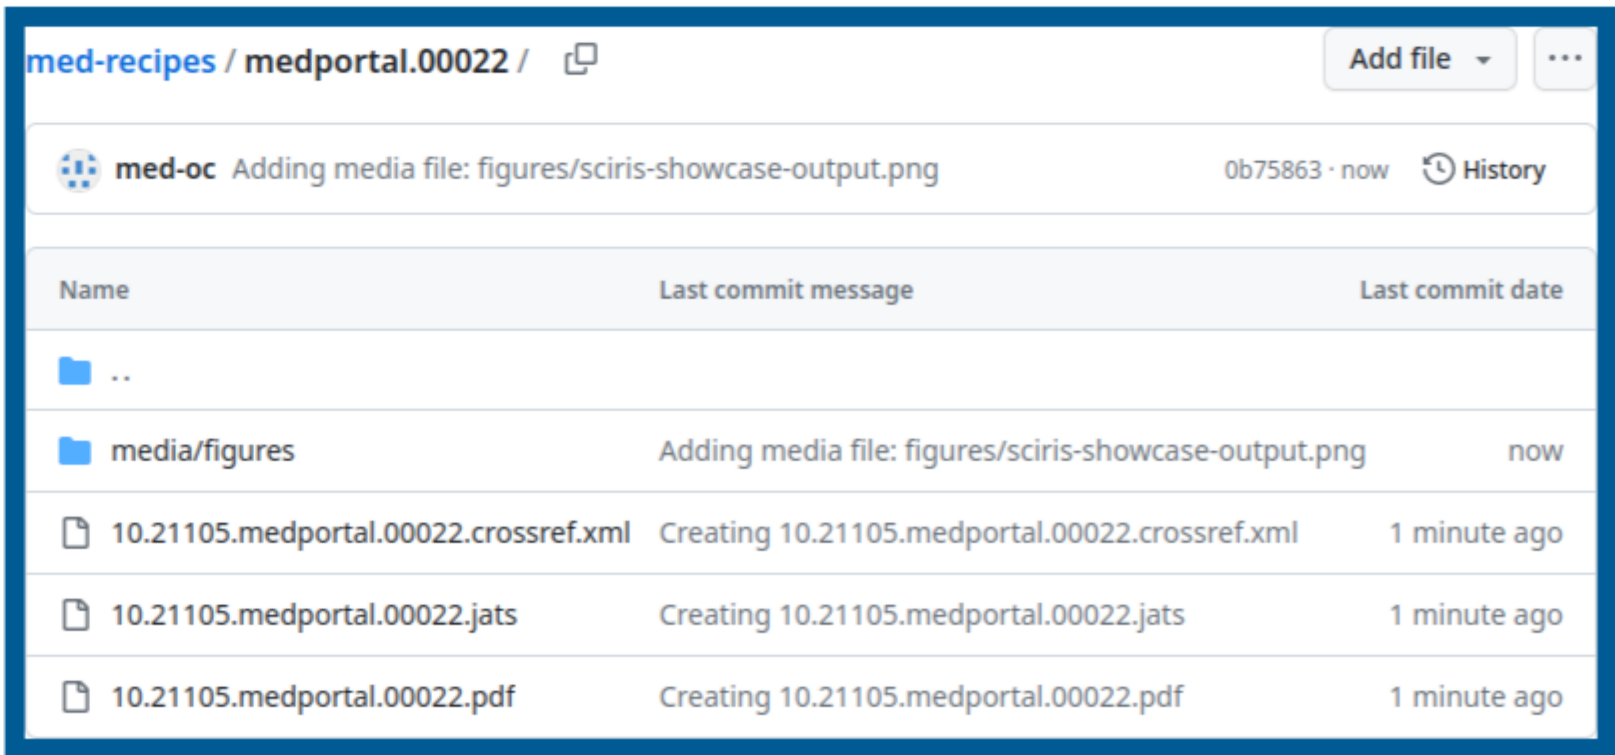 med-recipes / medportal.00022 / Add file ...
med-oc Adding media file: figures/sciris-showcase-output.png 0b75863 · now History
Name Last commit message Last commit date
..
media/figures Adding media file: figures/sciris-showcase-output.png now
10.21105.medportal.00022.crossref.xml Creating 10.21105.medportal.00022.crossref.xml 1 minute ago
10.21105.medportal.00022.jats Creating 10.21105.medportal.00022.jats 1 minute ago
10.21105.medportal.00022.pdf Creating 10.21105.medportal.00022.pdf 1 minute ago